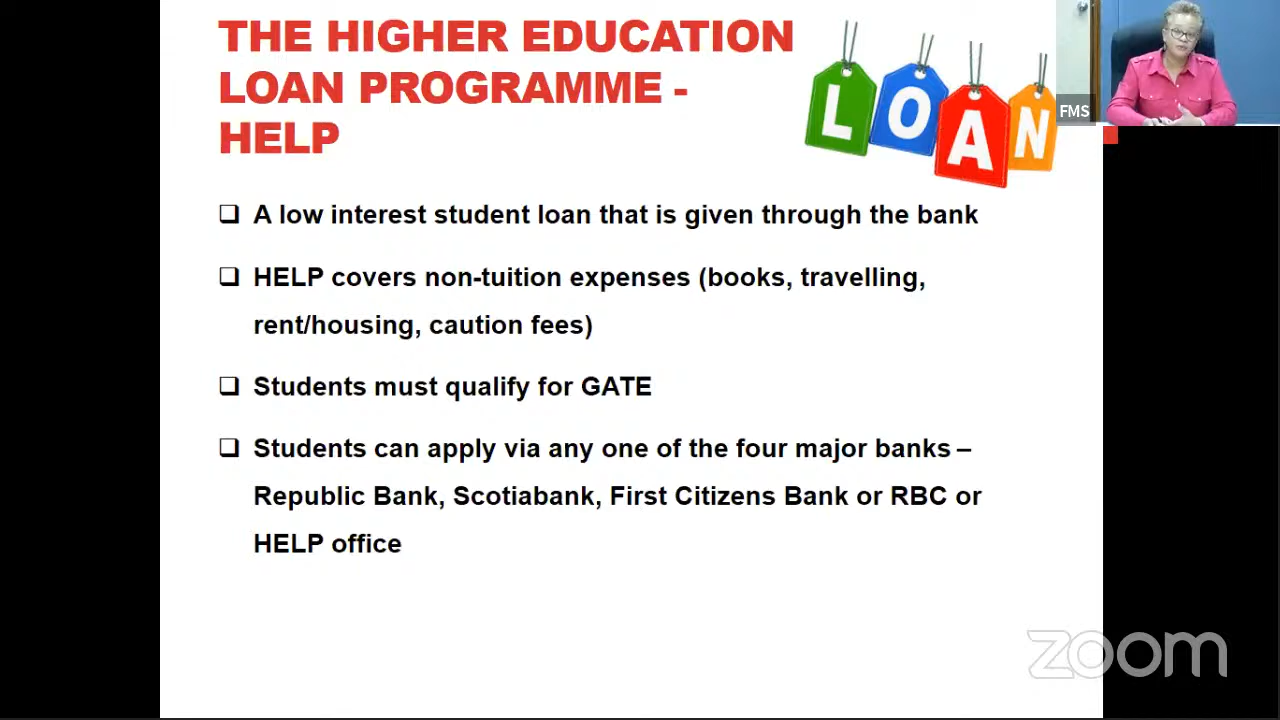 THE HIGHER EDUCATION
LOAN PROGRAMME -
HELP
LOAN
FMS
A low interest student loan that is given through the bank
HELP covers non-tuition expenses (books, travelling,
rent/housing, caution fees)
Students must qualify for GATE
Students can apply via any one of the four major banks –
Republic Bank, Scotiabank, First Citizens Bank or RBC or
HELP office
zoom